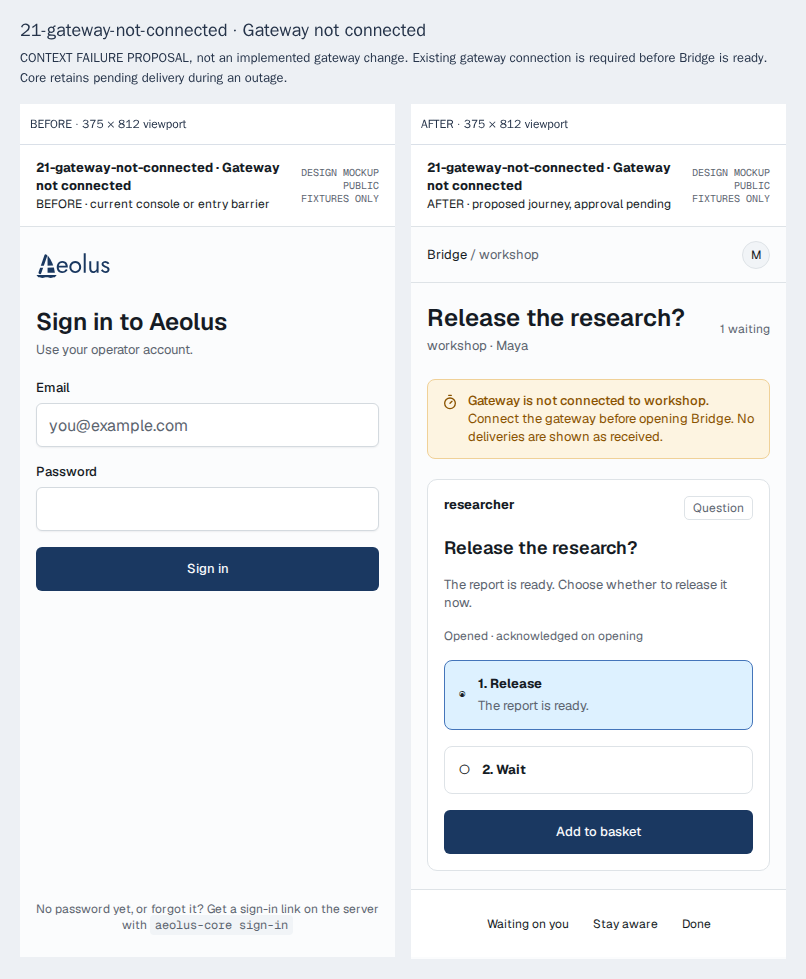 21-gateway-not-connected · Gateway not connected
CONTEXT FAILURE PROPOSAL, not an implemented gateway change. Existing gateway connection is required before Bridge is ready.
Core retains pending delivery during an outage.
BEFORE · 375 × 812 viewport
21-gateway-not-connected · Gateway
not connected
BEFORE · current console or entry barrier
DESIGN MOCKUP
PUBLIC
FIXTURES ONLY
Aeolus
Sign in to Aeolus
Use your operator account.
Email
you@example.com
Password
Sign in
No password yet, or forgot it? Get a sign-in link on the server
with aeolus-core sign-in
AFTER · 375 × 812 viewport
21-gateway-not-connected · Gateway
not connected
AFTER · proposed journey, approval pending
DESIGN MOCKUP
PUBLIC
FIXTURES ONLY
Bridge / workshop
M
Release the research?
1 waiting
workshop · Maya
Gateway is not connected to workshop.
Connect the gateway before opening Bridge. No
deliveries are shown as received.
researcher
Question
Release the research?
The report is ready. Choose whether to release it
now.
Opened · acknowledged on opening
1. Release
The report is ready.
2. Wait
Add to basket
Waiting on you Stay aware Done